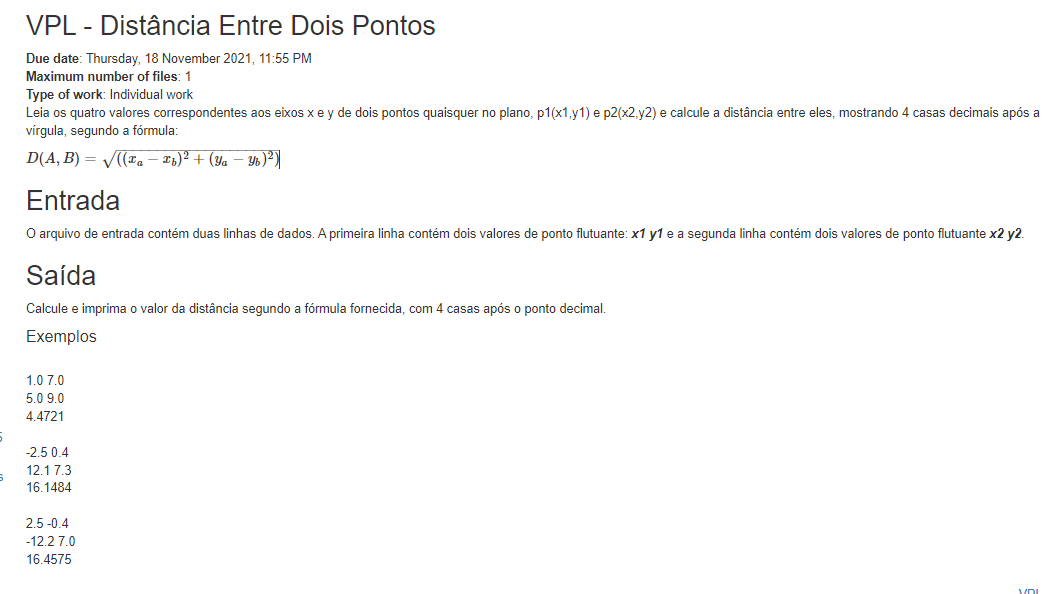 VPL - Distância Entre Dois Pontos
Due date: Thursday, 18 November 2021, 11:55 PM
Maximum number of files: 1
Type of work: Individual work
Leia os quatro valores correspondentes aos eixos x e y de dois pontos quaisquer no plano, p1(x1,y1) e p2(x2,y2) e calcule a distância entre eles, mostrando 4 casas decimais após a
vírgula, segundo a fórmula:
D(A, B) = √((xₐ − x_b)² + (yₐ − y_b)²)
Entrada
O arquivo de entrada contém duas linhas de dados. A primeira linha contém dois valores de ponto flutuante: x1 y1 e a segunda linha contém dois valores de ponto flutuante x2 y2.
Saída
Calcule e imprima o valor da distância segundo a fórmula fornecida, com 4 casas após o ponto decimal.
Exemplos
1.0 7.0
5.0 9.0
4.4721
-2.5 0.4
12.1 7.3
16.1484
2.5 -0.4
-12.2 7.0
16.4575